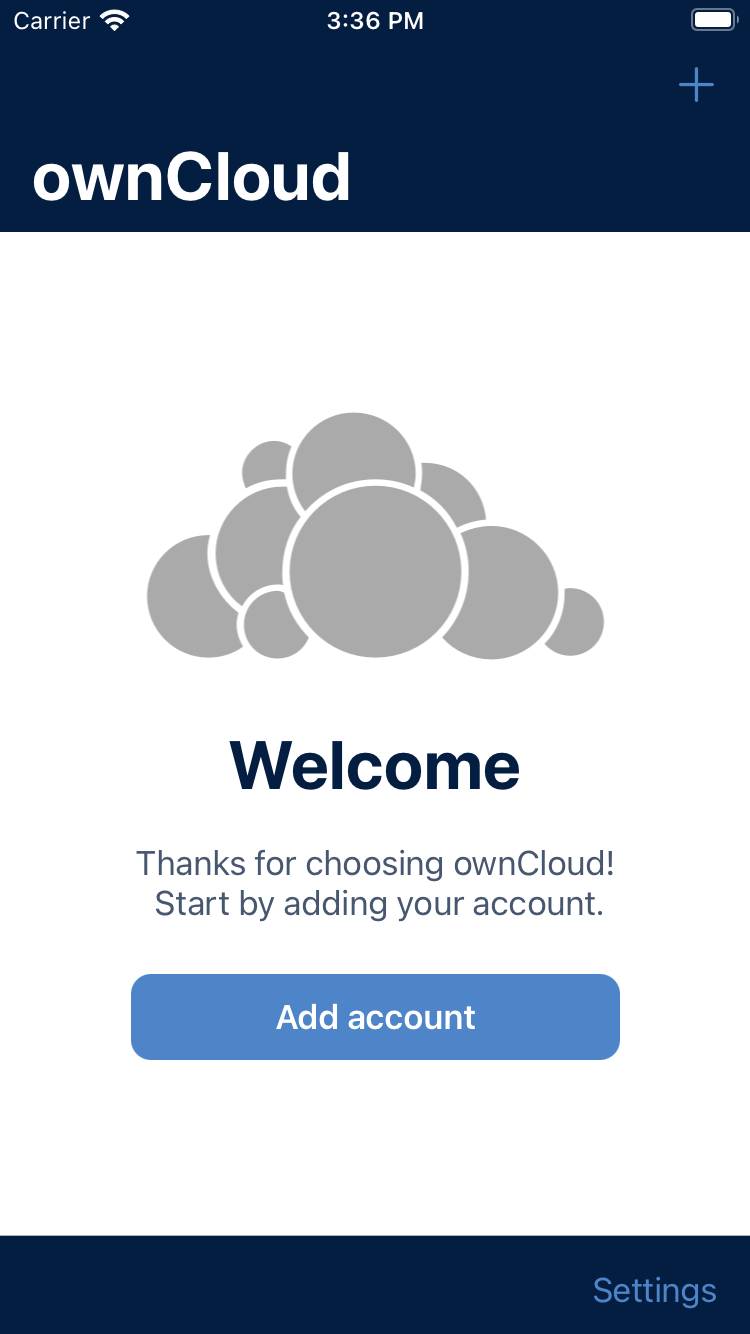 Carrier 3:36 PM
ownCloud
Welcome
Thanks for choosing ownCloud!
Start by adding your account.
Add account
Settings